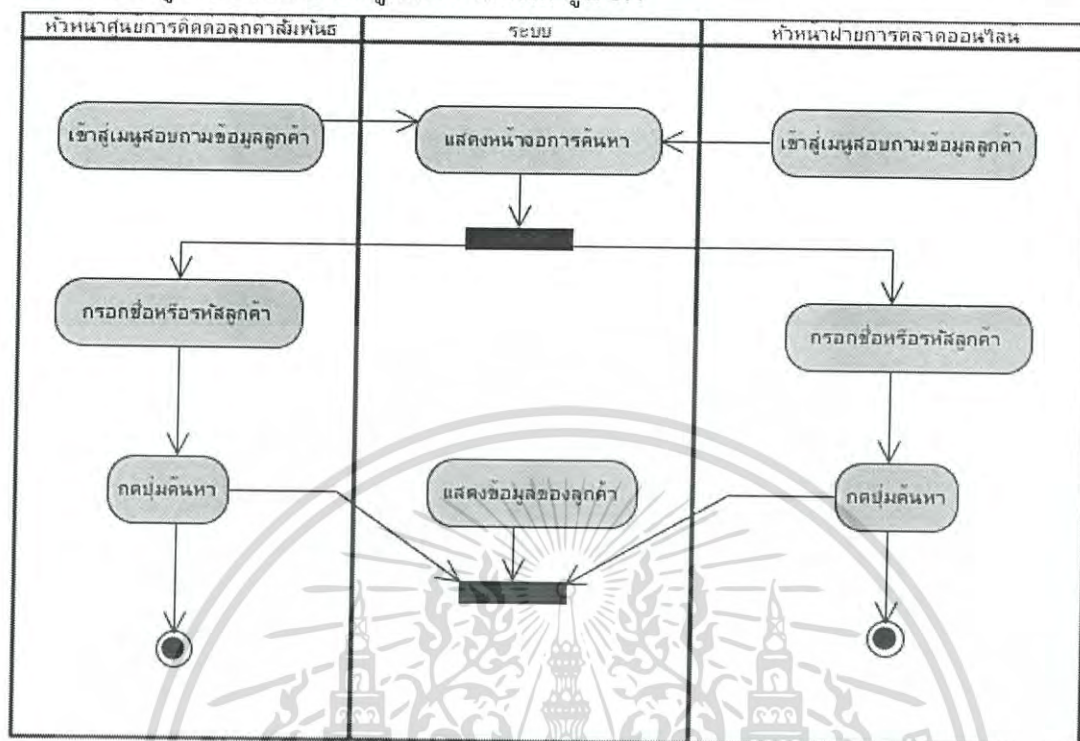 หัวหน้าศูนย์การติดต่อลูกค้าสัมพันธ์
ระบบ
หัวหน้าฝ่ายการตลาดออนไลน์
เข้าสู่เมนูสอบถามข้อมูลลูกค้า
แสดงหน้าจอการค้นหา
เข้าสู่เมนูสอบถามข้อมูลลูกค้า
กรอกชื่อหรือรหัสลูกค้า
กรอกชื่อหรือรหัสลูกค้า
กดปุ่มค้นหา
แสดงข้อมูลของลูกค้า
กดปุ่มค้นหา